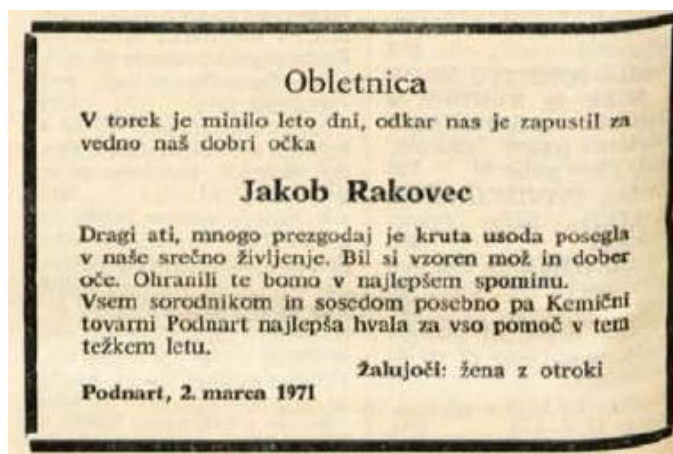 Obletnica
V torek je minilo leto dni, odkar nas je zapustil za
vedno naš dobri očka
Jakob Rakovec
Dragi ati, mnogo prezgodaj je kruta usoda posegla
v naše srečno življenje. Bil si vzoren mož in dober
oče. Ohranili te bomo v najlepšem spominu.
Vsem sorodnikom in sosedom posebno pa Kemični
tovarni Podnart najlepša hvala za vso pomoč v tem
težkem letu.
Žalujoči: žena z otroki
Podnart, 2. marca 1971